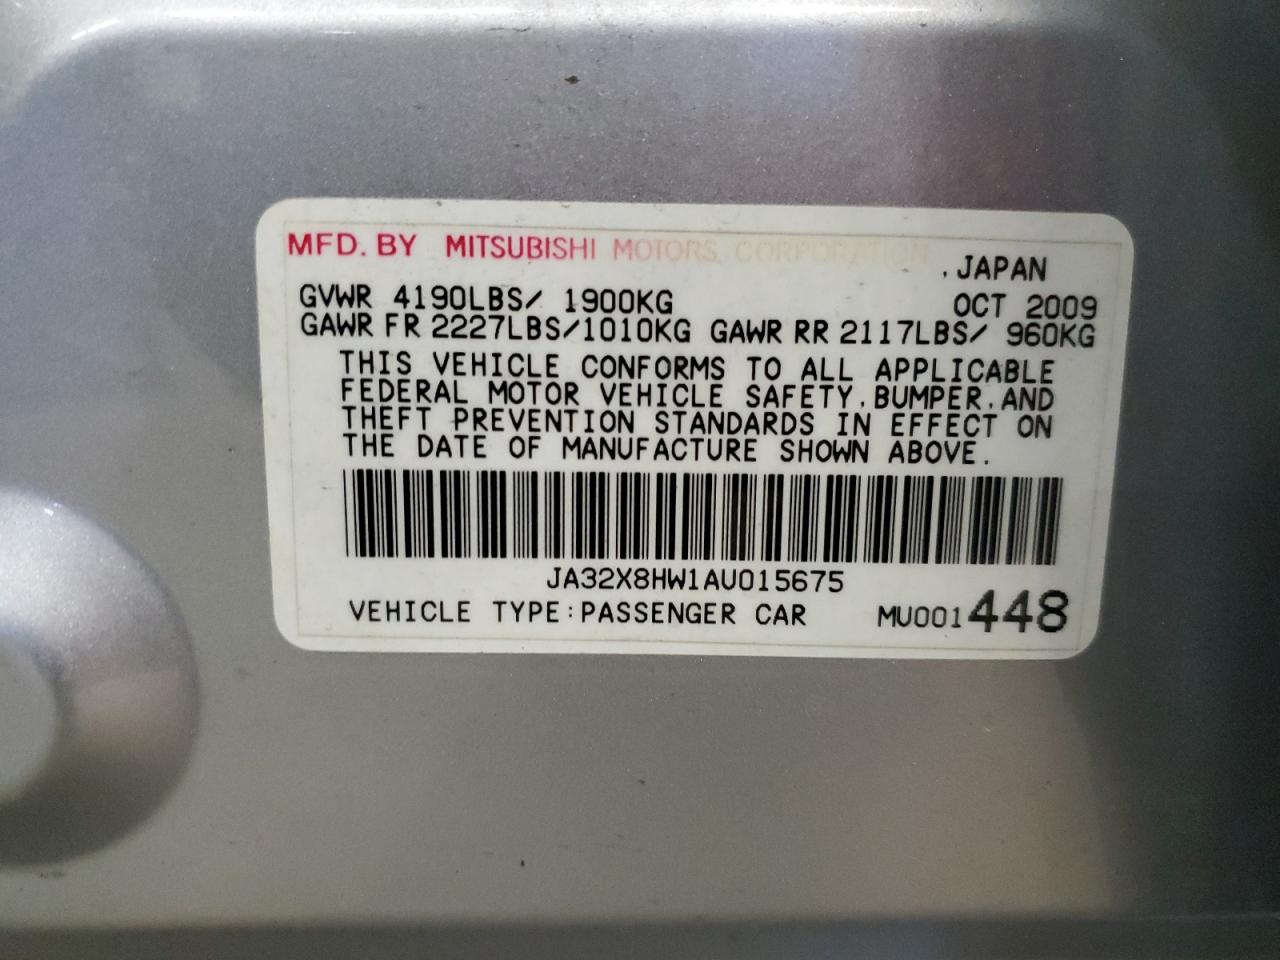 MFD. BY MITSUBISHI MOTORS CORPORATION
, JAPAN
GVWR 4190LBS/ 1900KG OCT 2009
GAWR FR 2227LBS/1010KG GAWR RR 2117LBS/ 960KG
THIS VEHICLE CONFORMS TO ALL APPLICABLE
FEDERAL MOTOR VEHICLE SAFETY,BUMPER,AND
THEFT PREVENTION STANDARDS IN EFFECT ON
THE DATE OF MANUFACTURE SHOWN ABOVE.
JA32X8HW1AU015675
VEHICLE TYPE:PASSENGER CAR MU001448